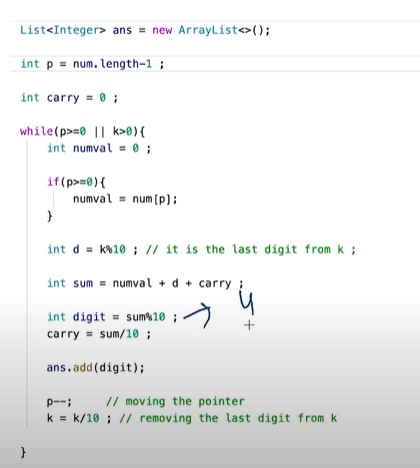 List<Integer> ans = new ArrayList<>();
int p = num.length-1 ;
int carry = 0 ;
while(p>=0 || k>0){
int numval = 0 ;
if(p>=0){
numval = num[p];
}
int d = k%10 ; // it is the last digit from k ;
int sum = numval + d + carry ;
int digit = sum%10 ; → 4
carry = sum/10 ;
ans.add(digit);
p--; // moving the pointer
k = k/10 ; // removing the last digit from k
}